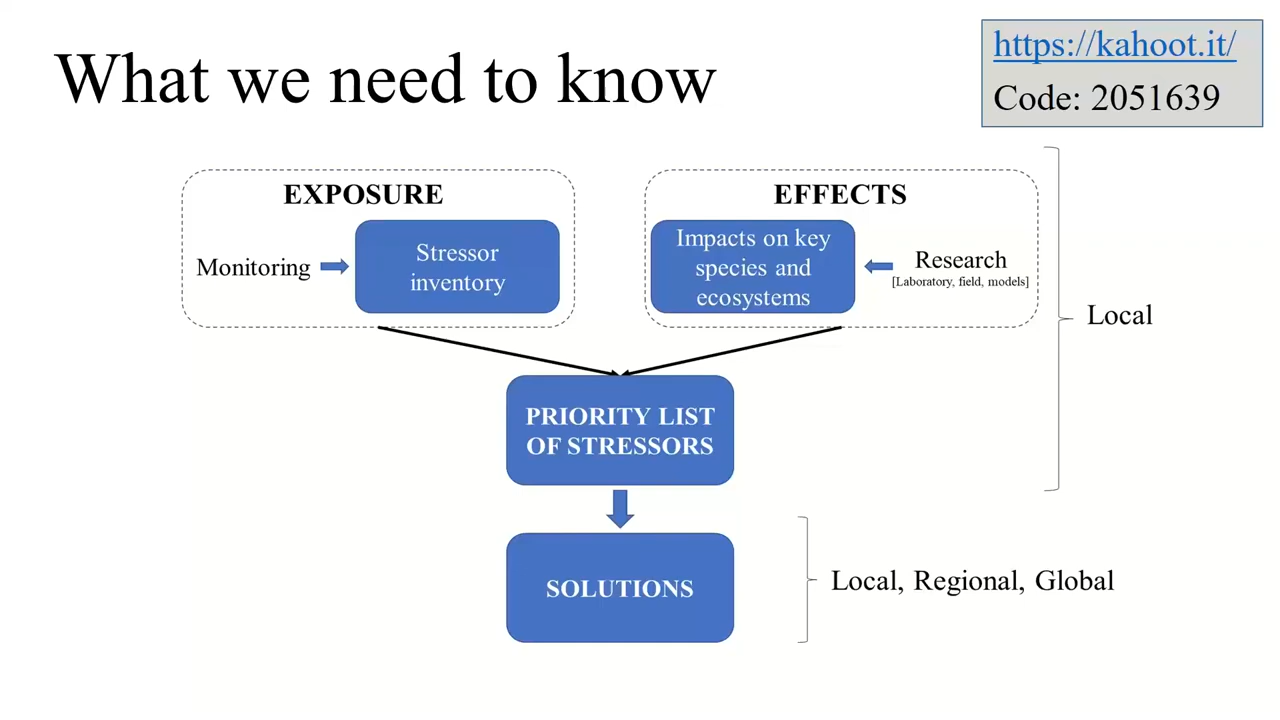 What we need to know
https://kahoot.it/
Code: 2051639
EXPOSURE
Monitoring
Stressor
inventory
EFFECTS
Impacts on key
species and
ecosystems
Research
[Laboratory, field, models]
Local
PRIORITY LIST
OF STRESSORS
SOLUTIONS
Local, Regional, Global